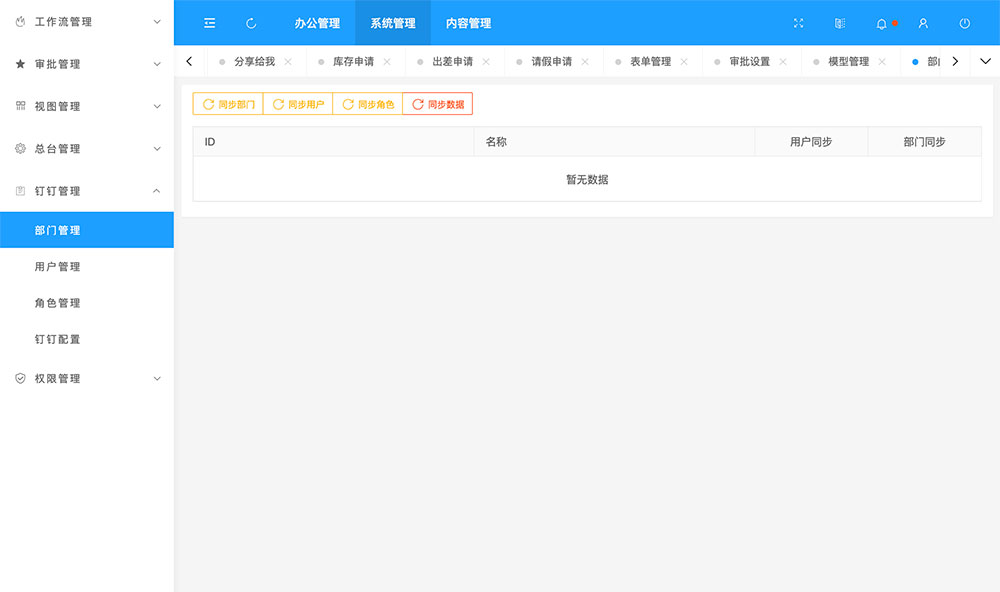 工作流管理
审批管理
视图管理
总台管理
钉钉管理
部门管理
用户管理
角色管理
钉钉配置
权限管理
办公管理 系统管理 内容管理
分享给我 库存申请 出差申请 请假申请 表单管理 审批设置 模型管理 部
同步部门 同步用户 同步角色 同步数据
ID 名称 用户同步 部门同步
暂无数据